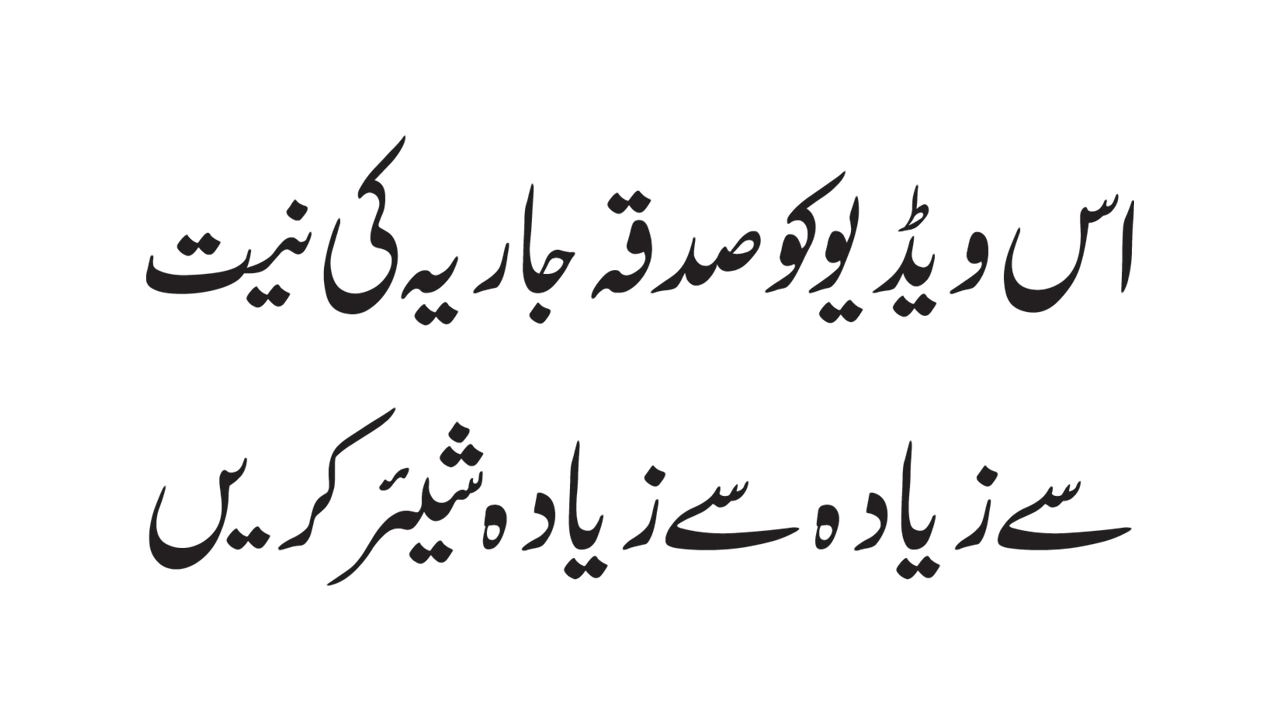 اس ویڈیو کو صدقہ جاریہ کی نیت
سے زیادہ سے زیادہ شیئر کریں